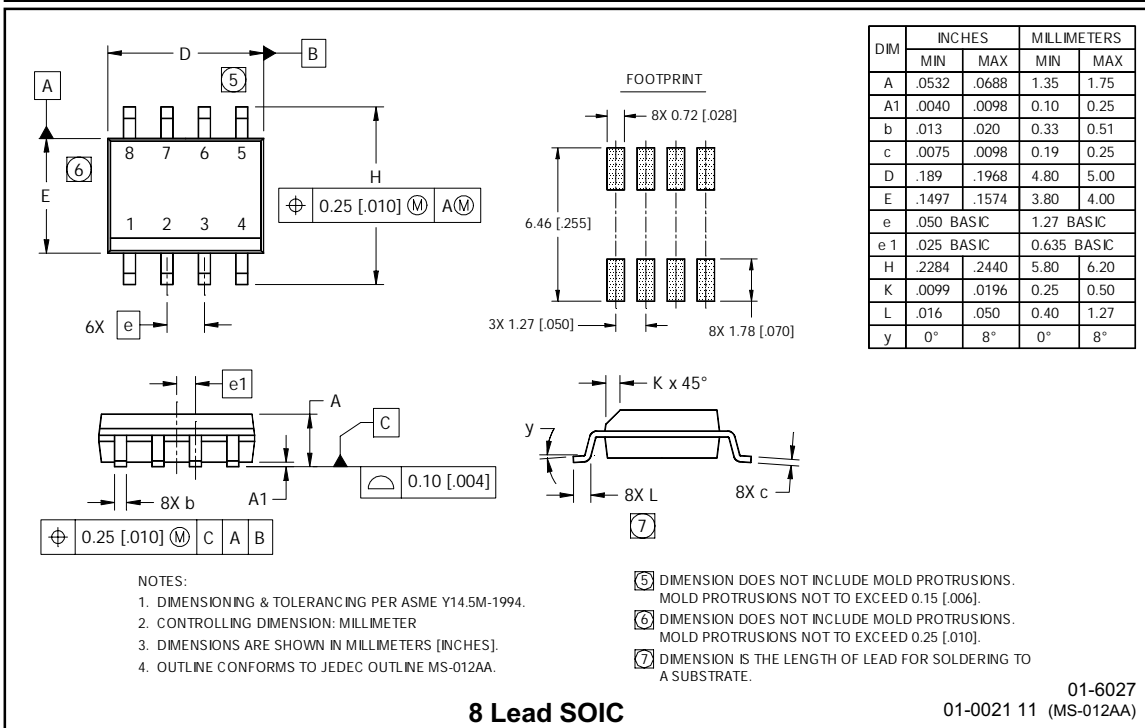 D
B
5
A
8 7 6 5
6
E
H
⌖ 0.25 [.010] Ⓜ AⓂ
1 2 3 4
6X e
FOOTPRINT
8X 0.72 [.028]
6.46 [.255]
3X 1.27 [.050]
8X 1.78 [.070]
DIM INCHES MILLIMETERS
MIN MAX MIN MAX
A .0532 .0688 1.35 1.75
A1 .0040 .0098 0.10 0.25
b .013 .020 0.33 0.51
c .0075 .0098 0.19 0.25
D .189 .1968 4.80 5.00
E .1497 .1574 3.80 4.00
e .050 BASIC 1.27 BASIC
e 1 .025 BASIC 0.635 BASIC
H .2284 .2440 5.80 6.20
K .0099 .0196 0.25 0.50
L .016 .050 0.40 1.27
y 0° 8° 0° 8°
e1
A
C
⌓ 0.10 [.004]
8X b
A1
⌖ 0.25 [.010] Ⓜ C A B
K x 45°
y
8X L
8X c
7
NOTES:
1. DIMENSIONING & TOLERANCING PER ASME Y14.5M-1994.
2. CONTROLLING DIMENSION: MILLIMETER
3. DIMENSIONS ARE SHOWN IN MILLIMETERS [INCHES].
4. OUTLINE CONFORMS TO JEDEC OUTLINE MS-012AA.
5 DIMENSION DOES NOT INCLUDE MOLD PROTRUSIONS.
MOLD PROTRUSIONS NOT TO EXCEED 0.15 [.006].
6 DIMENSION DOES NOT INCLUDE MOLD PROTRUSIONS.
MOLD PROTRUSIONS NOT TO EXCEED 0.25 [.010].
7 DIMENSION IS THE LENGTH OF LEAD FOR SOLDERING TO
A SUBSTRATE.
8 Lead SOIC
01-6027
01-0021 11 (MS-012AA)